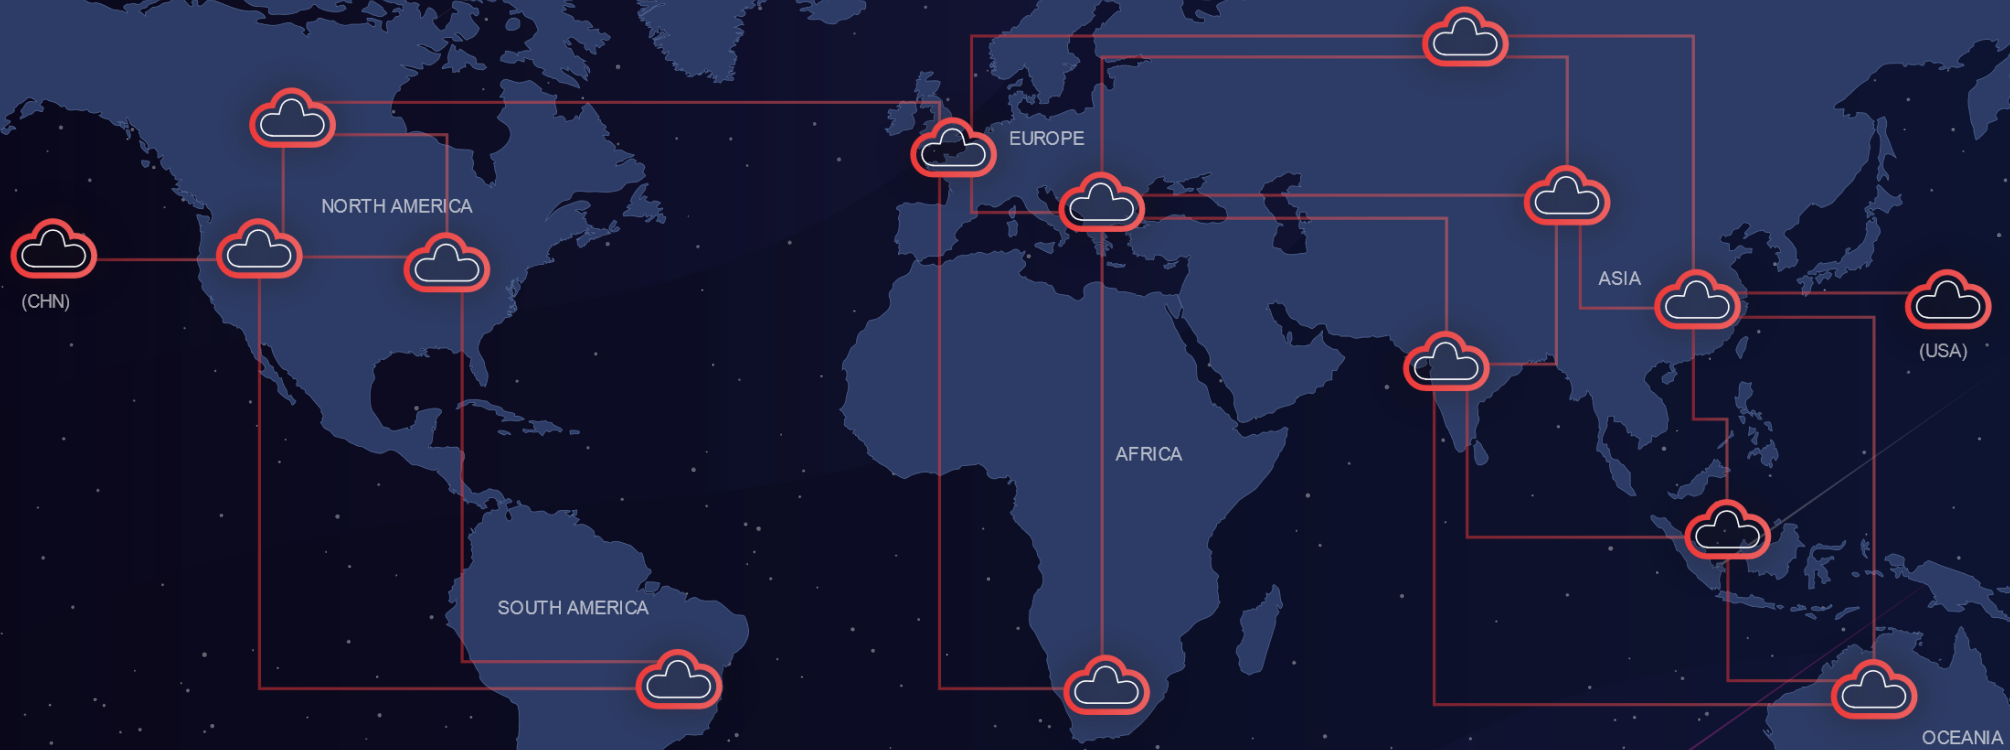 EUROPE
NORTH AMERICA
ASIA
(CHN)
(USA)
AFRICA
SOUTH AMERICA
OCEANIA